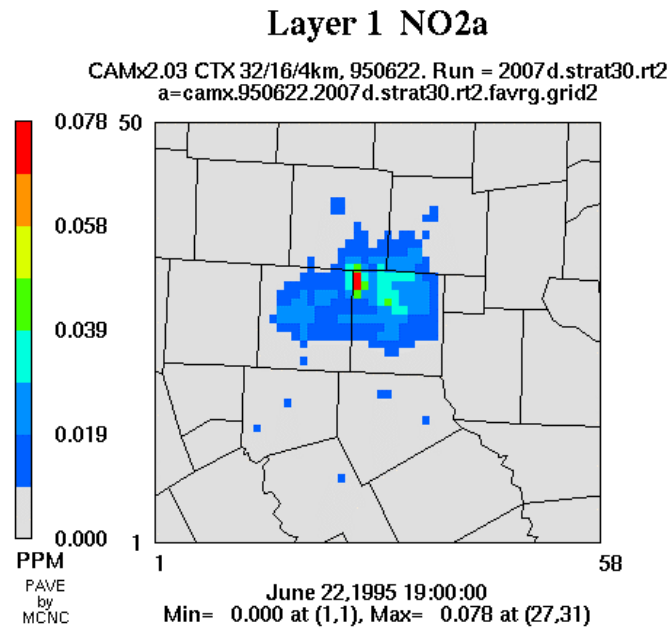 Layer 1 NO2a
CAMx2.03 CTX 32/16/4km, 950622. Run = 2007d.strat30.rt2
a=camx.950622.2007d.strat30.rt2.favrg.grid2
0.078
0.058
0.039
0.019
0.000
PPM
PAVE
by
MCNC
50
1
1
58
June 22,1995 19:00:00
Min= 0.000 at (1,1), Max= 0.078 at (27,31)